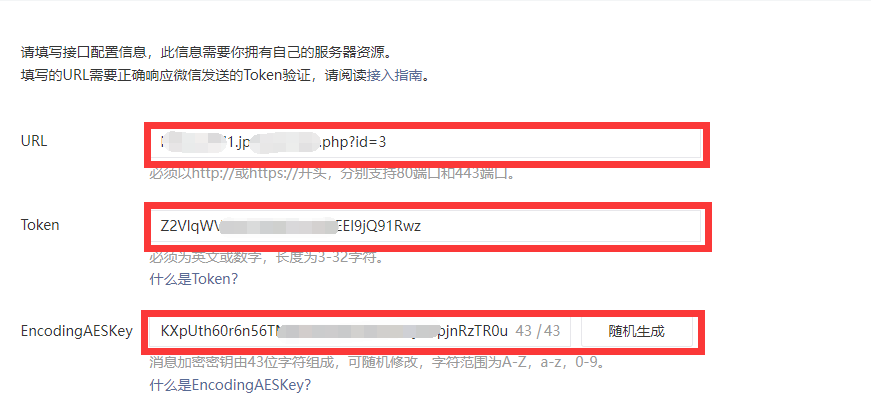 请填写接口配置信息，此信息需要你拥有自己的服务器资源。
填写的URL需要正确响应微信发送的Token验证，请阅读接入指南。
URL
1.jp .php?id=3
必须以http://或https://开头，分别支持80端口和443端口。
Token
Z2VlqWV EEl9jQ91Rwz
必须为英文或数字，长度为3-32字符。
什么是Token?
EncodingAESKey
KXpUth60r6n56T pjnRzTR0u 43 / 43
随机生成
消息加密密钥由43位字符组成，可随机修改，字符范围为A-Z，a-z，0-9。
什么是EncodingAESKey?